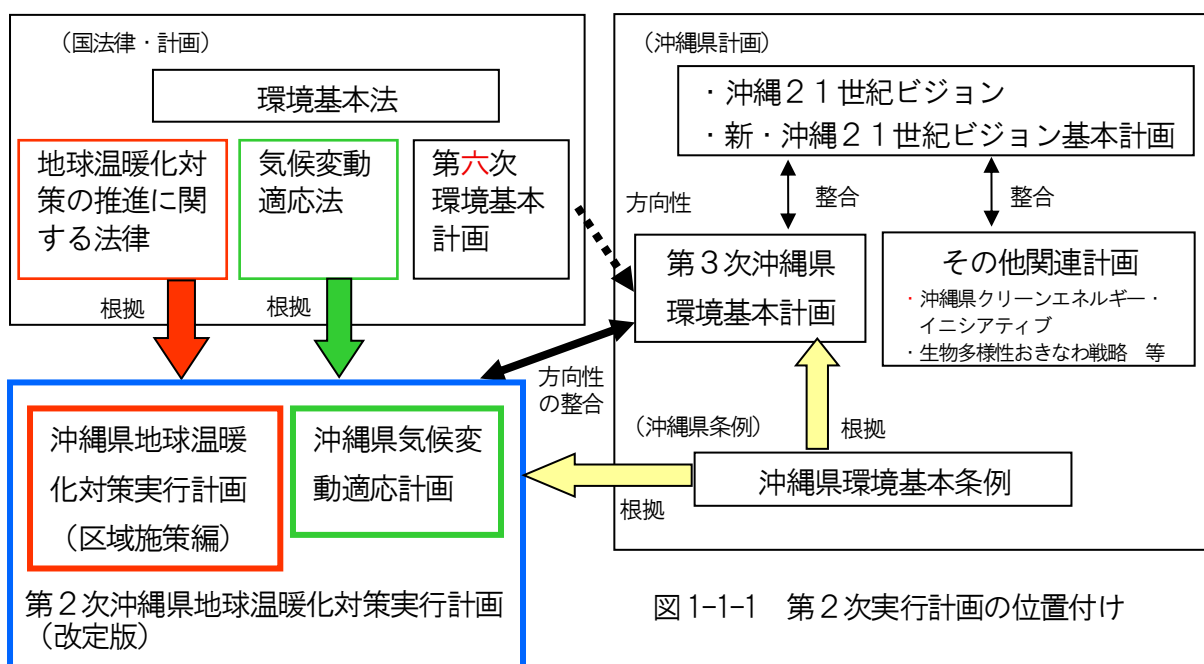 （国法律・計画）
環境基本法
地球温暖化対
策の推進に関
する法律
気候変動
適応法
第六次
環境基本
計画
根拠
根拠
方向性
（沖縄県計画）
・沖縄２１世紀ビジョン
・新・沖縄21世紀ビジョン基本計画
整合
整合
第３次沖縄県
環境基本計画
その他関連計画
・沖縄県クリーンエネルギー・
イニシアティブ
・生物多様性おきなわ戦略　等
方向性
の整合
（沖縄県条例）
根拠
沖縄県環境基本条例
根拠
沖縄県地球温暖
化対策実行計画
（区域施策編）
沖縄県気候変
動適応計画
第２次沖縄県地球温暖化対策実行計画
（改定版）
図1-1-1　第２次実行計画の位置付け